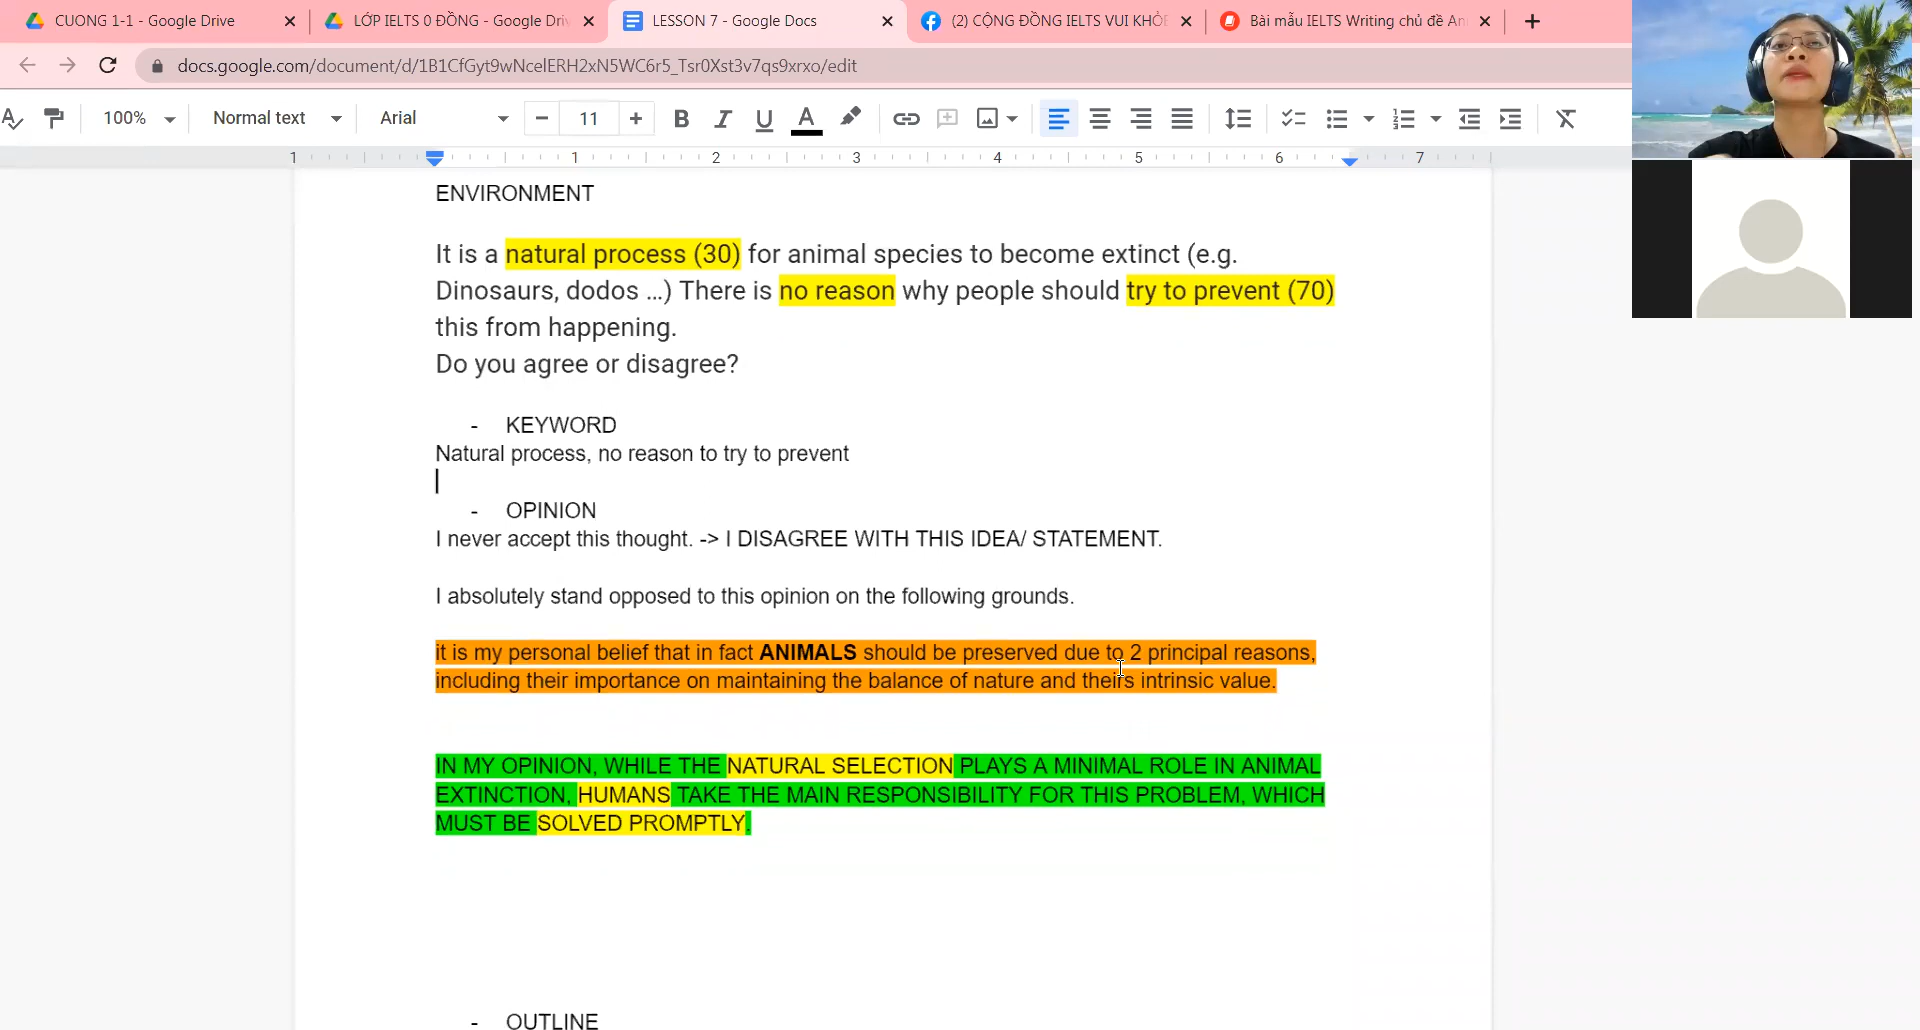 CUONG 1-1 - Google Drive
LỚP IELTS 0 ĐỒNG - Google Dri
LESSON 7 - Google Docs
(2) CỘNG ĐỒNG IELTS VUI KHỎE
Bài mẫu IELTS Writing chủ đề An
docs.google.com/document/d/1B1CfGyt9wNcelERH2xN5WC6r5_Tsr0Xst3v7qs9xrxo/edit
100% Normal text Arial 11
1 1 2 3 4 5 6 7
ENVIRONMENT
It is a natural process (30) for animal species to become extinct (e.g.
Dinosaurs, dodos ...) There is no reason why people should try to prevent (70)
this from happening.
Do you agree or disagree?
- KEYWORD
Natural process, no reason to try to prevent
- OPINION
I never accept this thought. -> I DISAGREE WITH THIS IDEA/ STATEMENT.
I absolutely stand opposed to this opinion on the following grounds.
it is my personal belief that in fact ANIMALS should be preserved due to 2 principal reasons,
including their importance on maintaining the balance of nature and theirs intrinsic value.
IN MY OPINION, WHILE THE NATURAL SELECTION PLAYS A MINIMAL ROLE IN ANIMAL
EXTINCTION, HUMANS TAKE THE MAIN RESPONSIBILITY FOR THIS PROBLEM, WHICH
MUST BE SOLVED PROMPTLY.
- OUTLINE